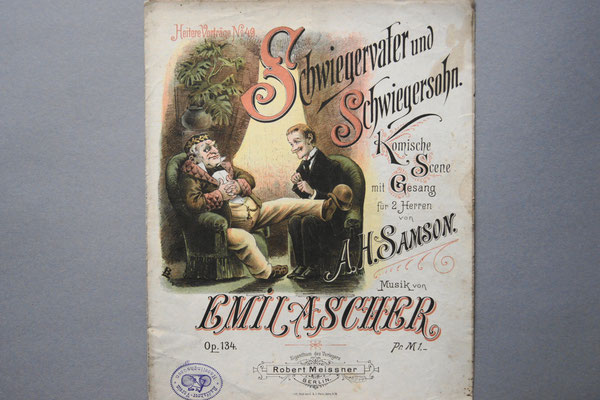 Heitere Vorträge No. 49.
Schwiegervater und
Schwiegersohn.
Komische
Scene
mit Gesang
für 2 Herren
von
A.H. SAMSON.
Musik von
EMIL ASCHER
Op. 134.
Pr. M 1._
Eigenthum des Verlegers
Robert Meissner
BERLIN.